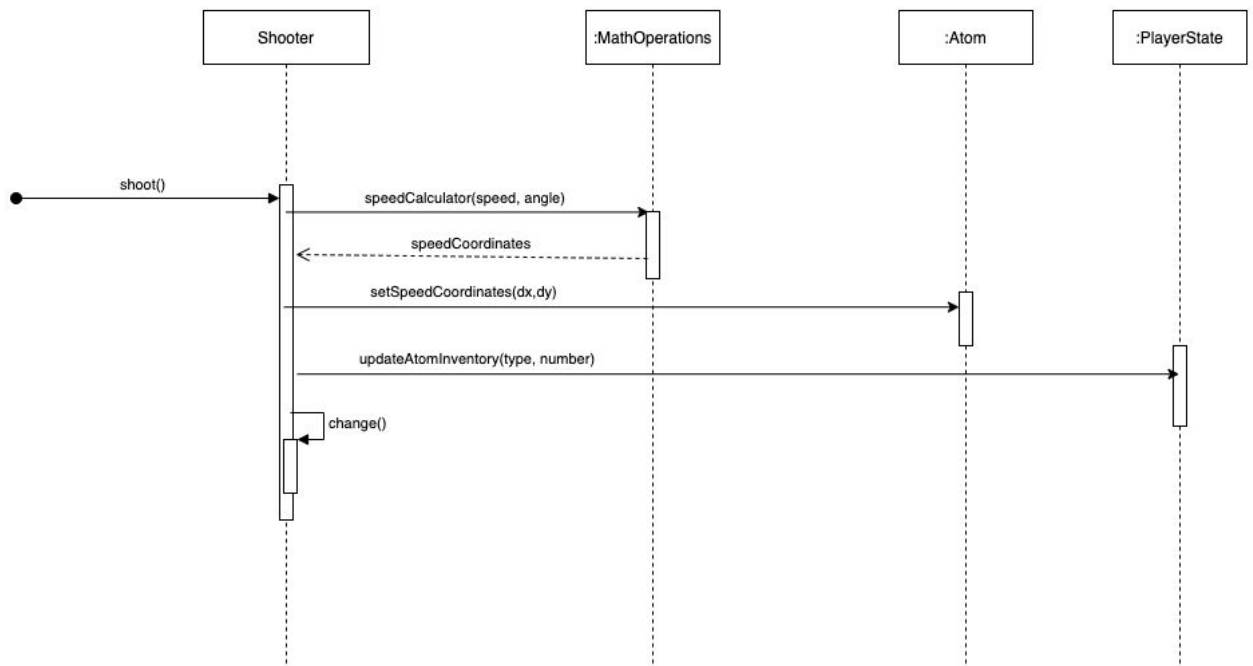 Shooter
:MathOperations
:Atom
:PlayerState
shoot()
speedCalculator(speed, angle)
speedCoordinates
setSpeedCoordinates(dx,dy)
updateAtomInventory(type, number)
change()